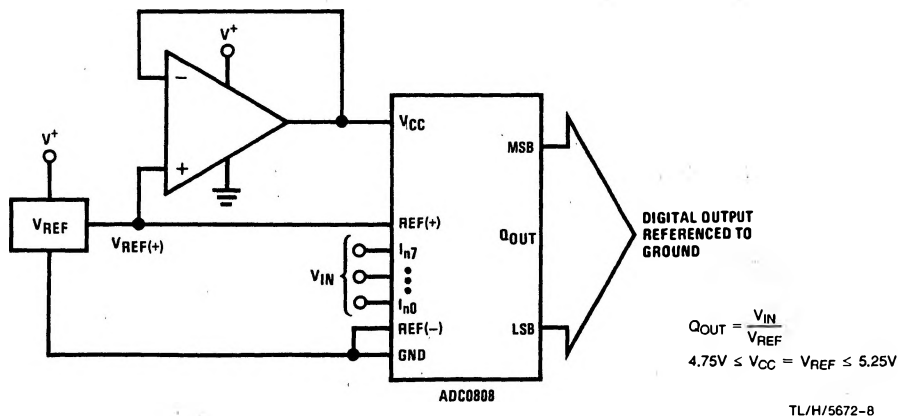 V+
−
+
V+
VREF
VREF(+)
VCC
REF(+)
VIN
In7
In0
REF(−)
GND
MSB
QOUT
LSB
ADC0808
DIGITAL OUTPUT
REFERENCED TO
GROUND
QOUT = VIN / VREF
4.75V ≤ VCC = VREF ≤ 5.25V
TL/H/5672-8